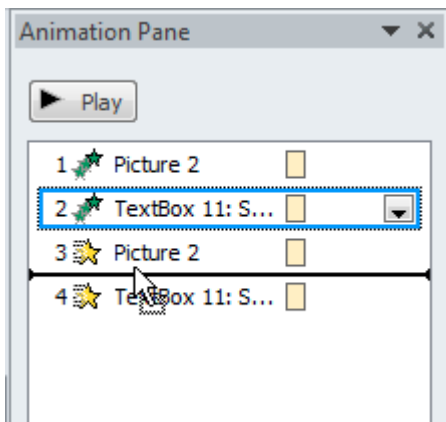 Animation Pane
Play
1 Picture 2
2 TextBox 11: S...
3 Picture 2
4 TextBox 11: S...